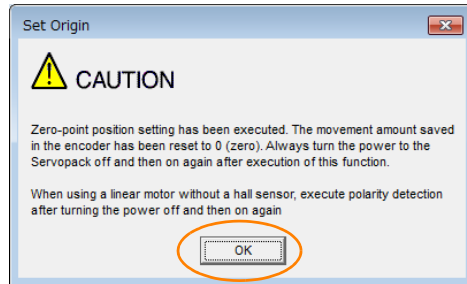 Set Origin
CAUTION
Zero-point position setting has been executed. The movement amount saved
in the encoder has been reset to 0 (zero). Always turn the power to the
Servopack off and then on again after execution of this function.
When using a linear motor without a hall sensor, execute polarity detection
after turning the power off and then on again
OK